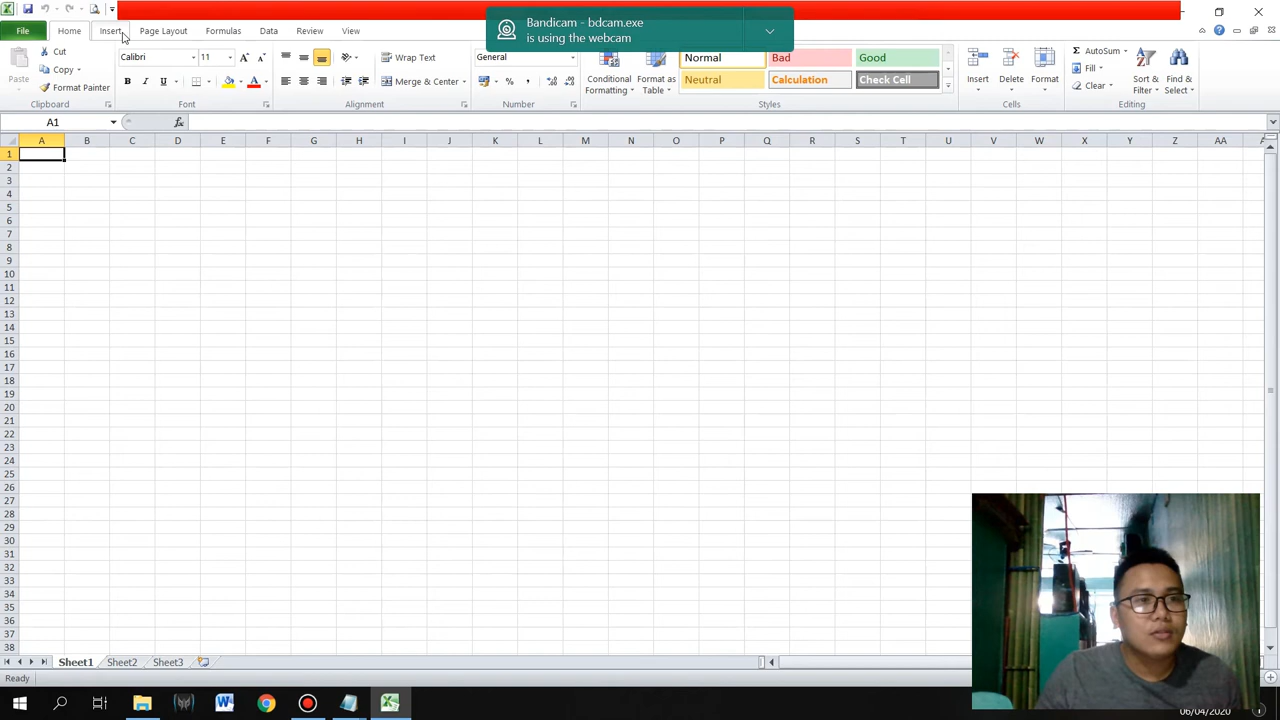 Bandicam - bdcam.exe
is using the webcam
File Home Insert Page Layout Formulas Data Review View
Paste
Cut
Copy
Format Painter
Clipboard
Calibri 11
B I U
Font
Wrap Text
Merge & Center
Alignment
General
% ,
Number
Conditional
Formatting
Format as
Table
Normal Bad Good
Neutral Calculation Check Cell
Styles
Insert Delete Format
Cells
AutoSum
Fill
Clear
Sort &
Filter
Find &
Select
Editing
A1 fx
A B C D E F G H I J K L M N O P Q R S T U V W X Y Z AA
1
2
3
4
5
6
7
8
9
10
11
12
13
14
15
16
17
18
19
20
21
22
23
24
25
26
27
28
29
30
31
32
33
34
35
36
37
38
Sheet1 Sheet2 Sheet3
Ready
06/04/2020